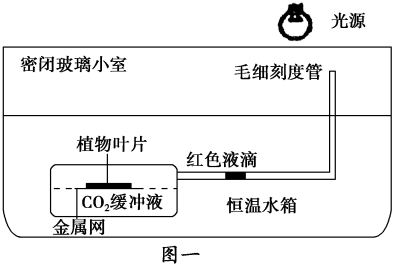 光源
密闭玻璃小室
毛细刻度管
植物叶片
红色液滴
CO₂缓冲液
恒温水箱
金属网
图一